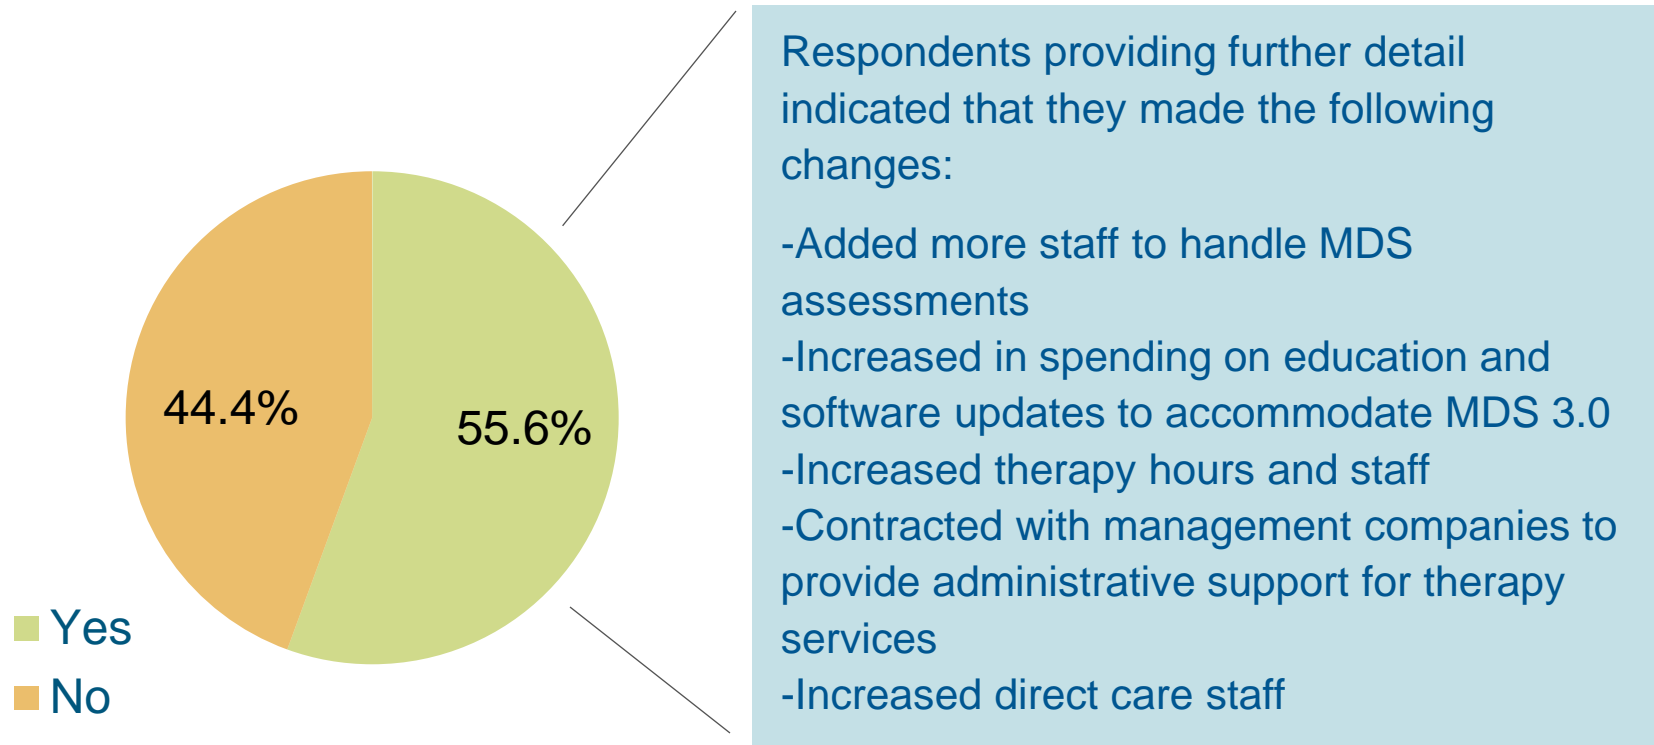 44.4%
55.6%
Yes
No
Respondents providing further detail
indicated that they made the following
changes:
-Added more staff to handle MDS
assessments
-Increased in spending on education and
software updates to accommodate MDS 3.0
-Increased therapy hours and staff
-Contracted with management companies to
provide administrative support for therapy
services
-Increased direct care staff